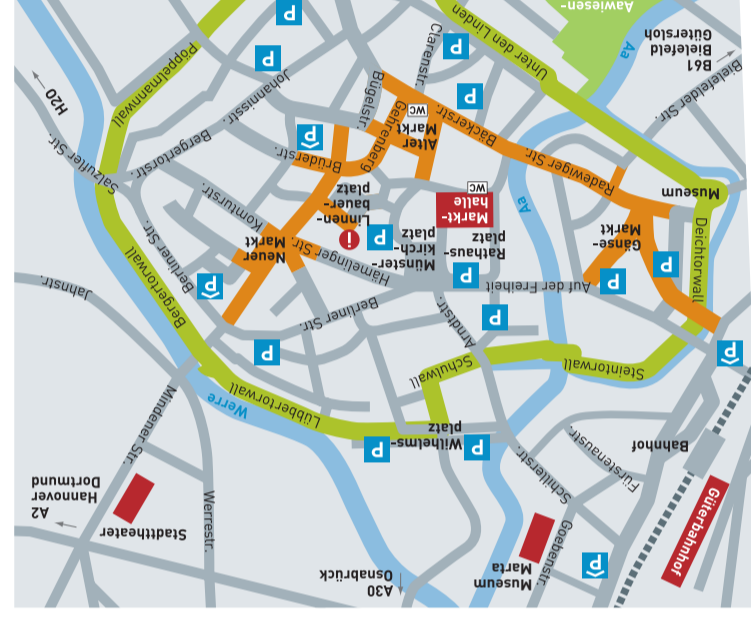 A30
Osnabrück
Museum
Marta
Goebenstr.
Güterbahnhof
P
Stadttheater
Werrestr.
A2
Hannover
Dortmund
Mindener Str.
Schillerstr.
Fürstenaustr.
Bahnhof
Wilhelms-
platz
P
P
Lübbertorwall
Werre
Schulwall
Steintorwall
P
P
P
Arndtstr.
Berliner Str.
Jahnstr.
Bergertorwall
Deichtorwall
P
P
Auf der Freiheit
P
P
Gänse-
Markt
Rathaus-
platz
Münster-
kirch-
platz
P
i
Hämelinger Str.
Neuer
Markt
Berliner Str.
Komturstr.
Linnen-
bauer-
platz
Markt-
halle
WC
Aa
Museum
Radewiger Str.
Brüderstr.
P
Gehrenberg
Alter
Markt
WC
Bäckerstr.
Bergertorstr.
Salzufler Str.
H20
Pöppelmannwall
Johannisstr.
Bügelstr.
P
P
P
P
Clarenstr.
Unter den Linden
Bielefelder Str.
B61
Bielefeld
Gütersloh
Aa
Aawiesen-